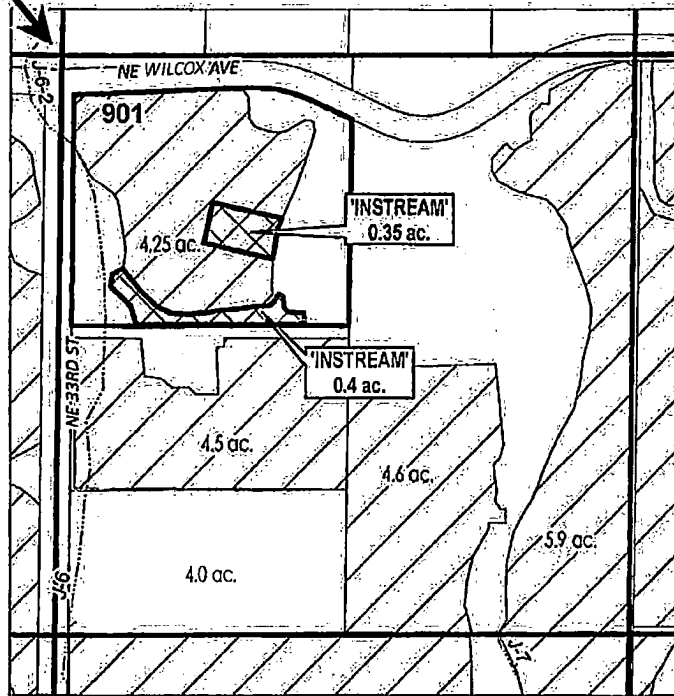 J-6-2
NE WILCOX AVE
901
'INSTREAM'
0.35 ac.
4.25 ac.
'INSTREAM'
0.4 ac.
NE 33RD ST
4.5 ac.
4.6 ac.
5.9 ac.
4.0 ac.
J-6
J-7